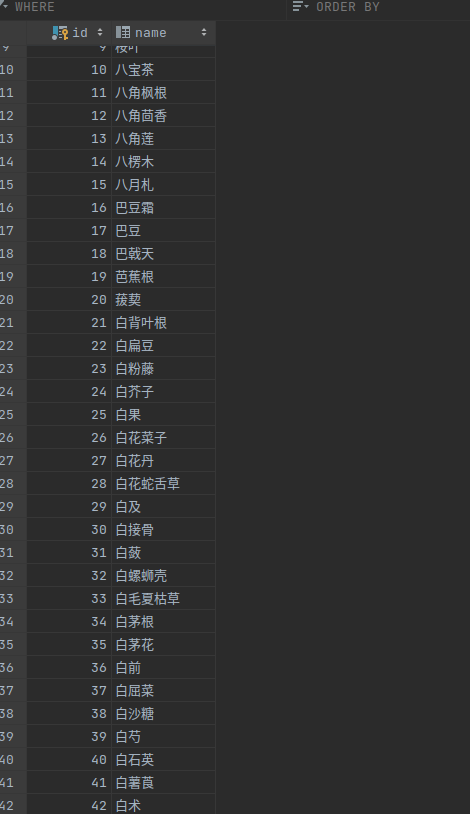 WHERE ORDER BY
id name
9 9
10 10 八宝茶
11 11 八角枫根
12 12 八角茴香
13 13 八角莲
14 14 八楞木
15 15 八月札
16 16 巴豆霜
17 17 巴豆
18 18 巴戟天
19 19 芭蕉根
20 20 菝葜
21 21 白背叶根
22 22 白扁豆
23 23 白粉藤
24 24 白芥子
25 25 白果
26 26 白花菜子
27 27 白花丹
28 28 白花蛇舌草
29 29 白及
30 30 白接骨
31 31 白蔹
32 32 白螺蛳壳
33 33 白毛夏枯草
34 34 白茅根
35 35 白茅花
36 36 白前
37 37 白屈菜
38 38 白沙糖
39 39 白芍
40 40 白石英
41 41 白薯莨
42 42 白术